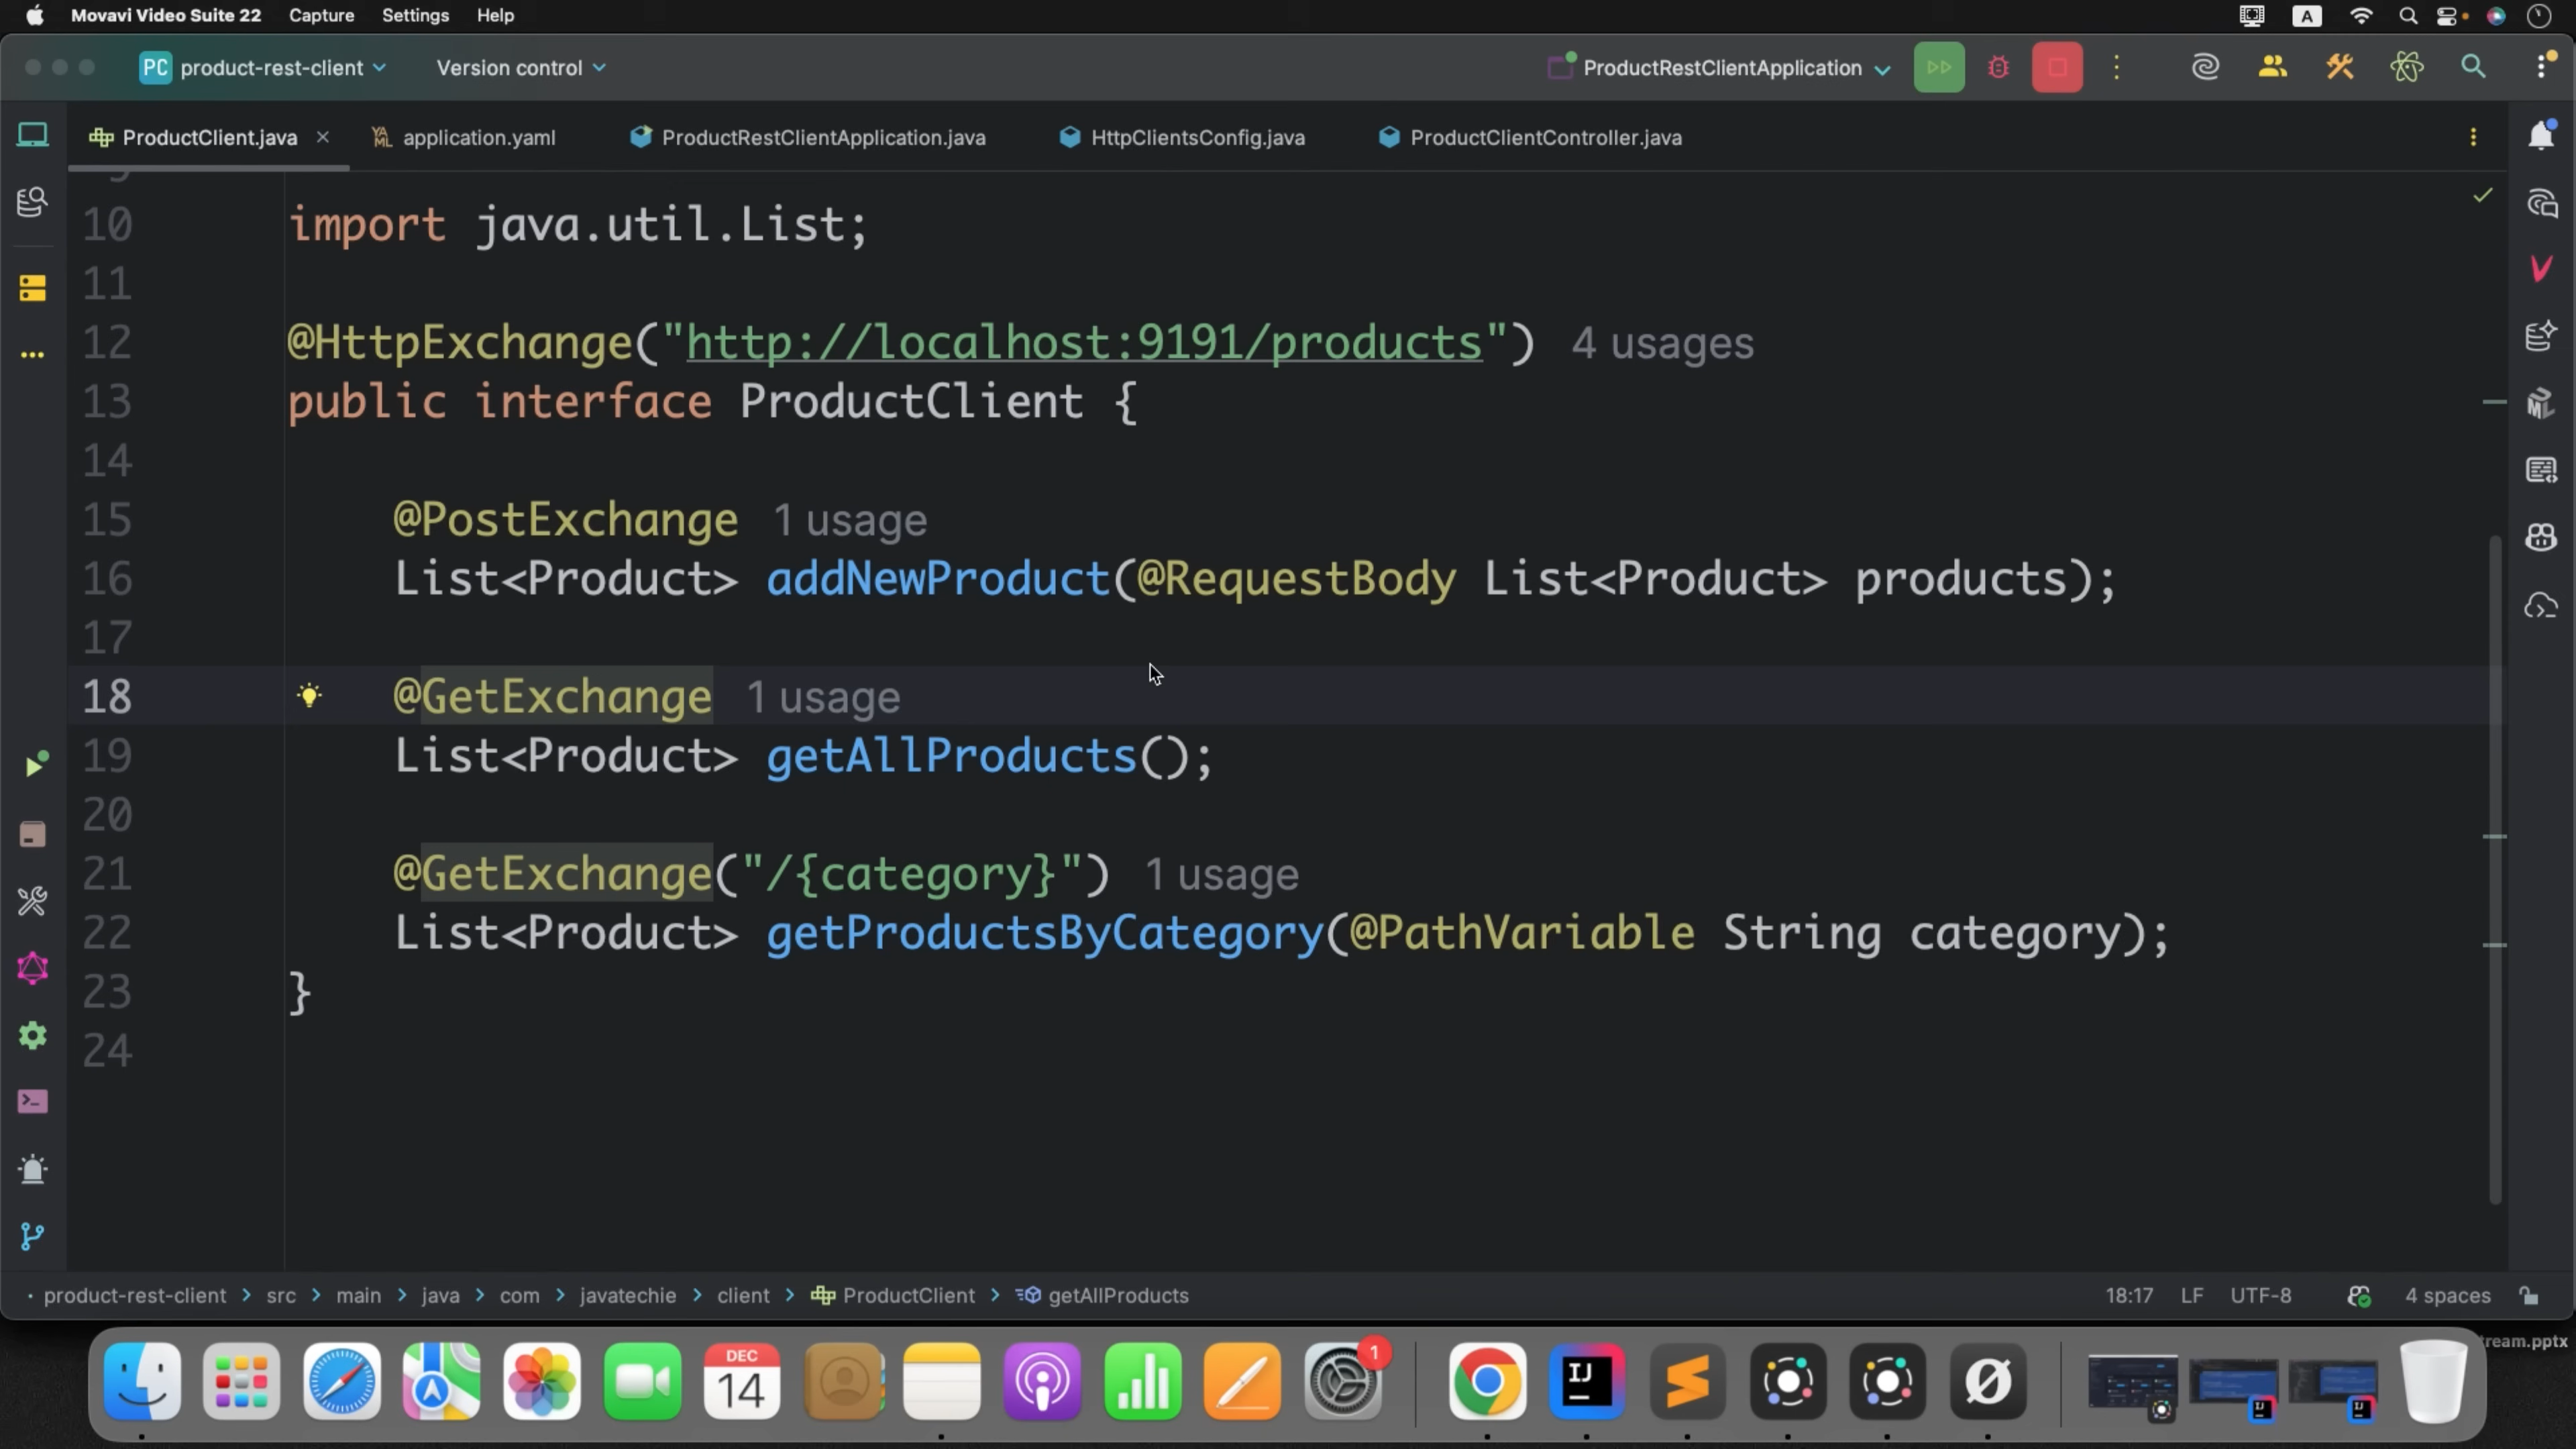 Movavi Video Suite 22 Capture Settings Help A
PC product-rest-client Version control ProductRestClientApplication
ProductClient.java application.yaml ProductRestClientApplication.java HttpClientsConfig.java ProductClientController.java
10 import java.util.List;
11
12 @HttpExchange("http://localhost:9191/products") 4 usages
13 public interface ProductClient {
14
15 @PostExchange 1 usage
16 List<Product> addNewProduct(@RequestBody List<Product> products);
17
18 @GetExchange 1 usage
19 List<Product> getAllProducts();
20
21 @GetExchange("/{category}") 1 usage
22 List<Product> getProductsByCategory(@PathVariable String category);
23 }
24
product-rest-client > src > main > java > com > javatechie > client > ProductClient > getAllProducts 18:17 LF UTF-8 4 spaces
tream.pptx
DEC
14
1
IJ